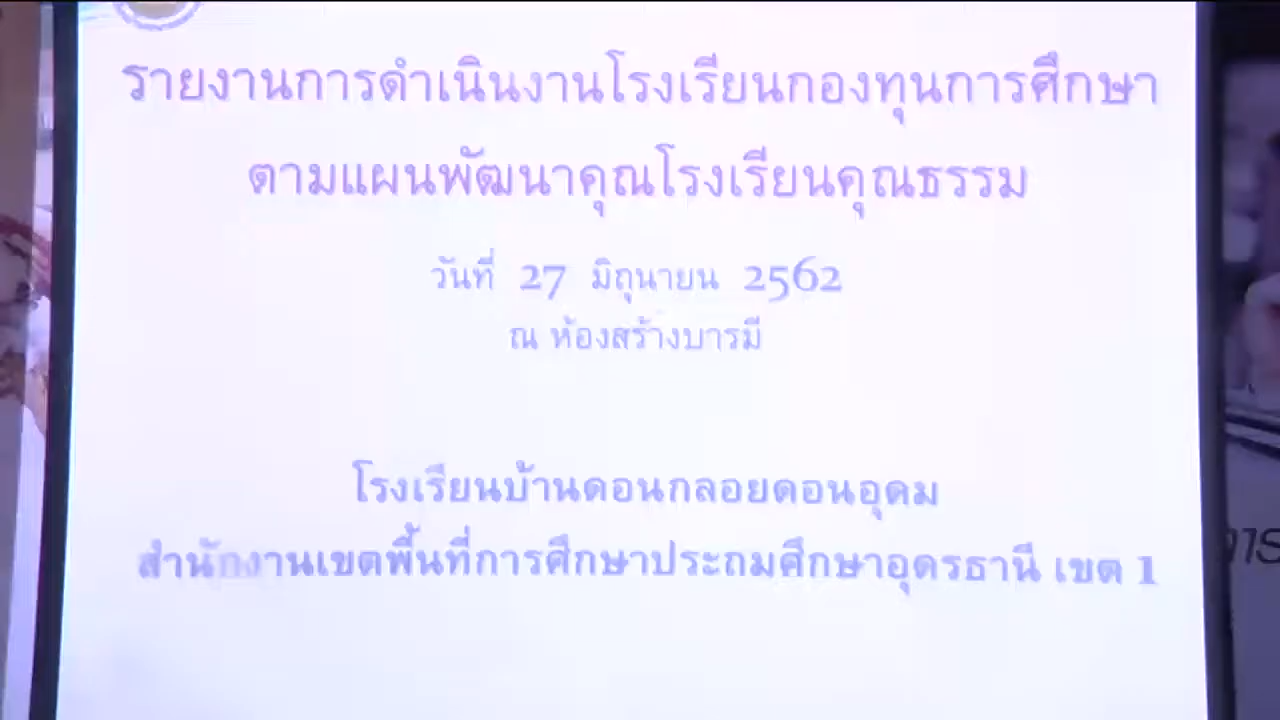 รายงานการดำเนินงานโรงเรียนกองทุนการศึกษา
ตามแผนพัฒนาคุณโรงเรียนคุณธรรม
วันที่ 27 มิถุนายน 2562
ณ ห้องสร้างบารมี
โรงเรียนบ้านดอนกลอยดอนอุดม
สำนักงานเขตพื้นที่การศึกษาประถมศึกษาอุดรธานี เขต 1